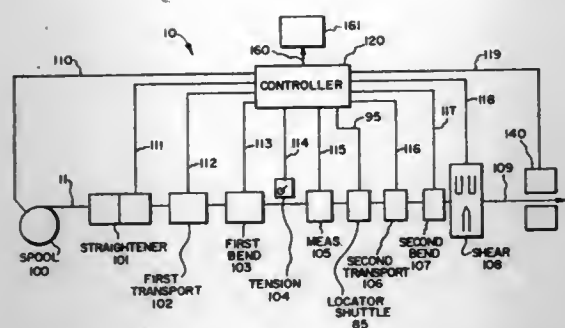 161
10
160
120
110
119
CONTROLLER
95
117
118
111
112
113
114
115
116
140
109
11
SPOOL
100
STRAIGHTENER
101
FIRST
TRANSPORT
102
FIRST
BEND
103
TENSION
104
MEAS.
105
LOCATOR
SHUTTLE
85
SECOND
TRANSPORT
106
SECOND
BEND
107
SHEAR
108